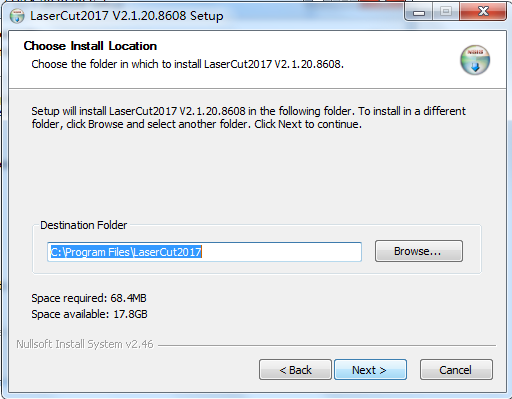 LaserCut2017 V2.1.20.8608 Setup
Choose Install Location
Choose the folder in which to install LaserCut2017 V2.1.20.8608.
Setup will install LaserCut2017 V2.1.20.8608 in the following folder. To install in a different
folder, click Browse and select another folder. Click Next to continue.
Destination Folder
C:\Program Files\LaserCut2017
Browse...
Space required: 68.4MB
Space available: 17.8GB
Nullsoft Install System v2.46
< Back
Next >
Cancel